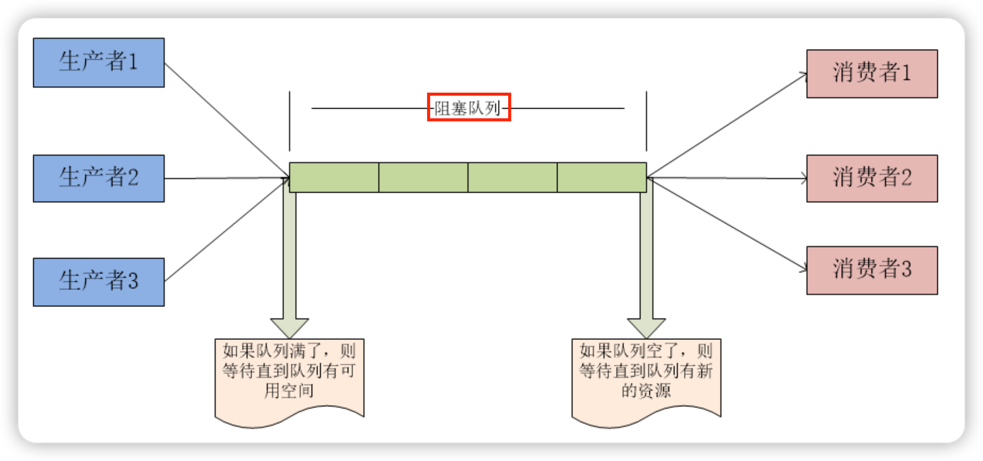 生产者1
消费者1
阻塞队列
生产者2
消费者2
生产者3
消费者3
如果队列满了，则
等待直到队列有可
用空间
如果队列空了，则
等待直到队列有新
的资源